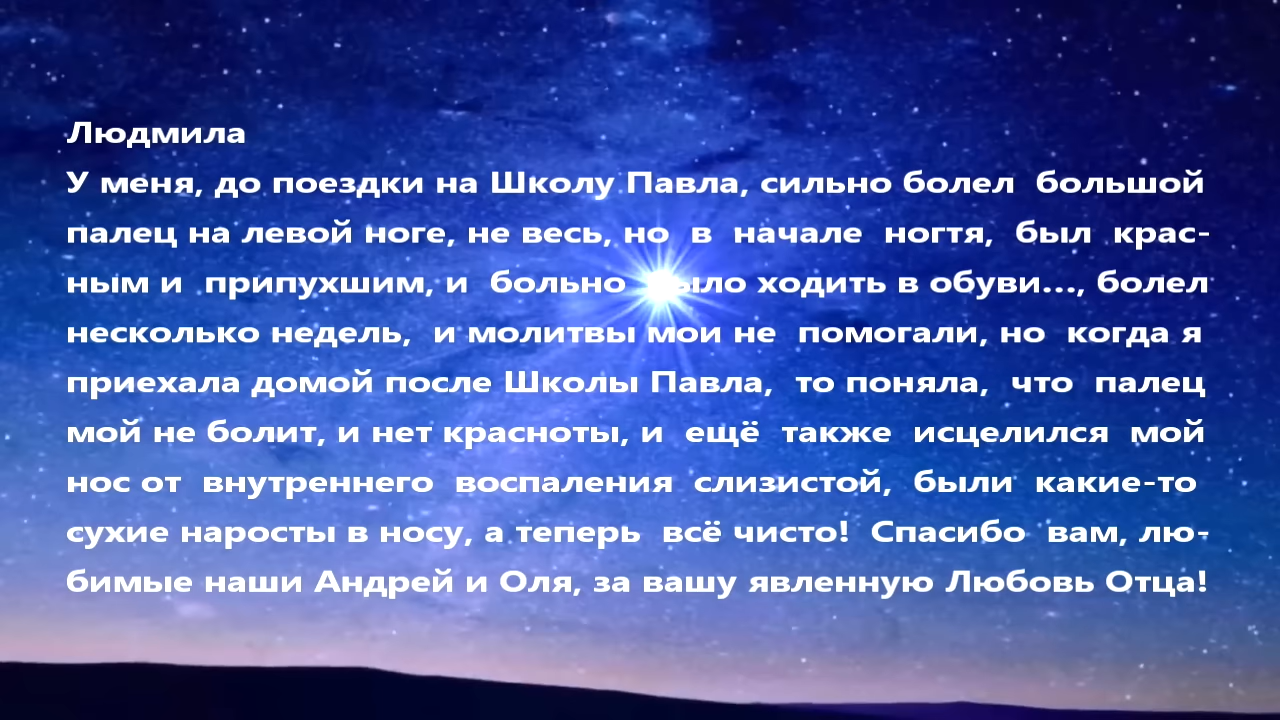 Людмила
У меня, до поездки на Школу Павла, сильно болел большой
палец на левой ноге, не весь, но в начале ногтя, был крас-
ным и припухшим, и больно было ходить в обуви..., болел
несколько недель, и молитвы мои не помогали, но когда я
приехала домой после Школы Павла, то поняла, что палец
мой не болит, и нет красноты, и ещё также исцелился мой
нос от внутреннего воспаления слизистой, были какие-то
сухие наросты в носу, а теперь всё чисто! Спасибо вам, лю-
бимые наши Андрей и Оля, за вашу явленную Любовь Отца!